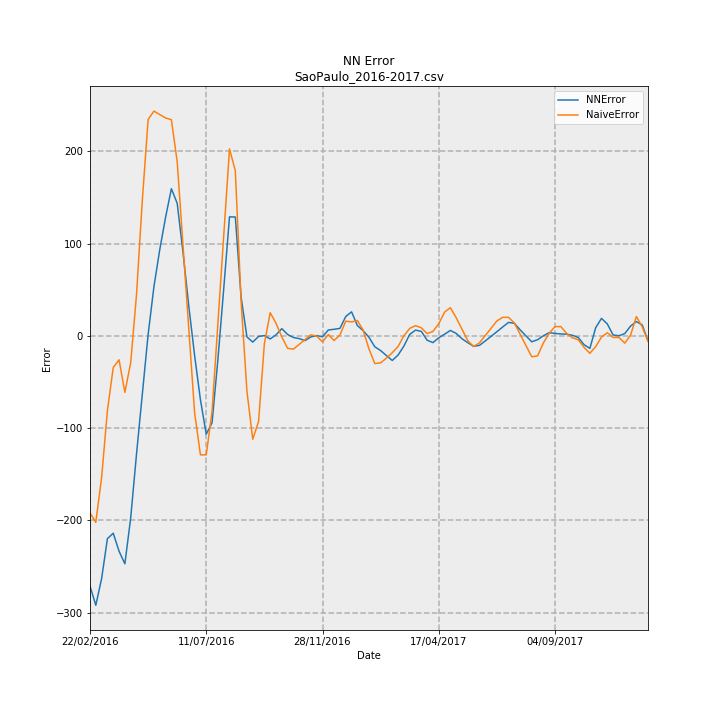 NN Error
SaoPaulo_2016-2017.csv
NNError
NaiveError
200
100
0
−100
−200
−300
Error
22/02/2016
11/07/2016
28/11/2016
17/04/2017
04/09/2017
Date